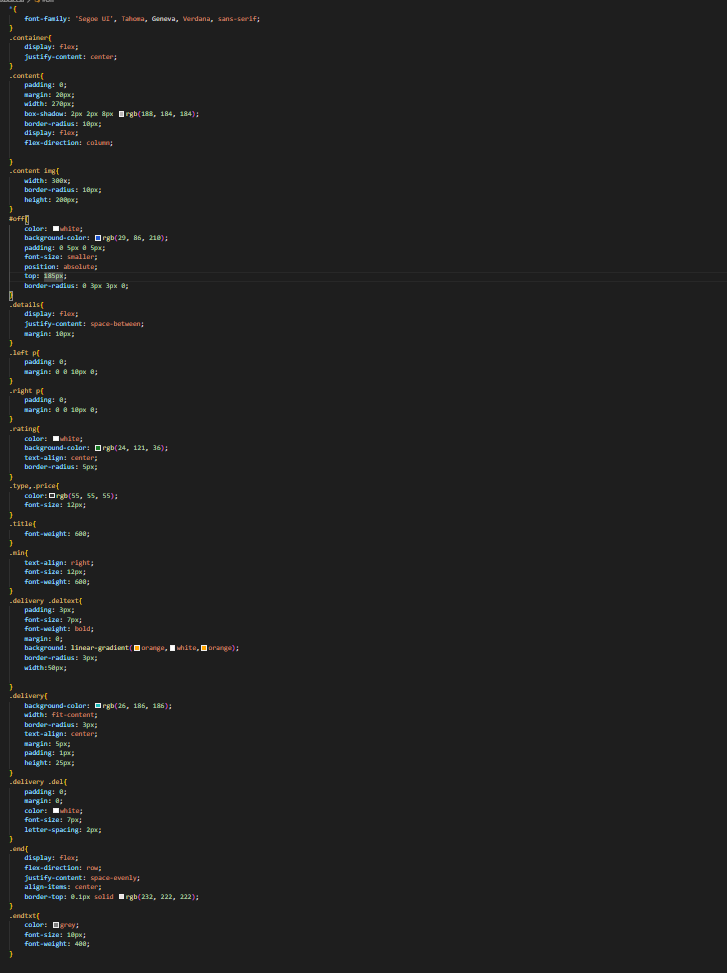 *{
font-family: 'Segoe UI', Tahoma, Geneva, Verdana, sans-serif;
}
.container{
display: flex;
justify-content: center;
}
.content{
padding: 0;
margin: 20px;
width: 270px;
box-shadow: 2px 2px 8px rgb(188, 184, 184);
border-radius: 10px;
display: flex;
flex-direction: column;
}
.content img{
width: 300x;
border-radius: 10px;
height: 200px;
}
#off{
color: white;
background-color: rgb(29, 86, 210);
padding: 0 5px 0 5px;
font-size: smaller;
position: absolute;
top: 185px;
border-radius: 0 3px 3px 0;
}
.details{
display: flex;
justify-content: space-between;
margin: 10px;
}
.left p{
padding: 0;
margin: 0 0 10px 0;
}
.right p{
padding: 0;
margin: 0 0 10px 0;
}
.rating{
color: white;
background-color: rgb(24, 121, 36);
text-align: center;
border-radius: 5px;
}
.type,.price{
color: rgb(55, 55, 55);
font-size: 12px;
}
.title{
font-weight: 600;
}
.min{
text-align: right;
font-size: 12px;
font-weight: 600;
}
.delivery .deltext{
padding: 3px;
font-size: 7px;
font-weight: bold;
margin: 0;
background: linear-gradient( orange, white, orange);
border-radius: 3px;
width:50px;
}
.delivery{
background-color: rgb(26, 186, 186);
width: fit-content;
border-radius: 3px;
text-align: center;
margin: 5px;
padding: 1px;
height: 25px;
}
.delivery .del{
padding: 0;
margin: 0;
color: white;
font-size: 7px;
letter-spacing: 2px;
}
.end{
display: flex;
flex-direction: row;
justify-content: space-evenly;
align-items: center;
border-top: 0.1px solid rgb(232, 222, 222);
}
.endtxt{
color: grey;
font-size: 10px;
font-weight: 400;
}